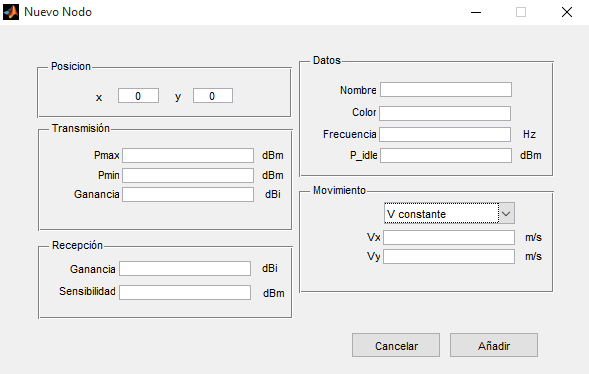 Nuevo Nodo
Posicion
x 0 y 0
Transmisión
Pmax dBm
Pmin dBm
Ganancia dBi
Recepción
Ganancia dBi
Sensibilidad dBm
Datos
Nombre
Color
Frecuencia Hz
P_idle dBm
Movimiento
V constante
Vx m/s
Vy m/s
Cancelar Añadir